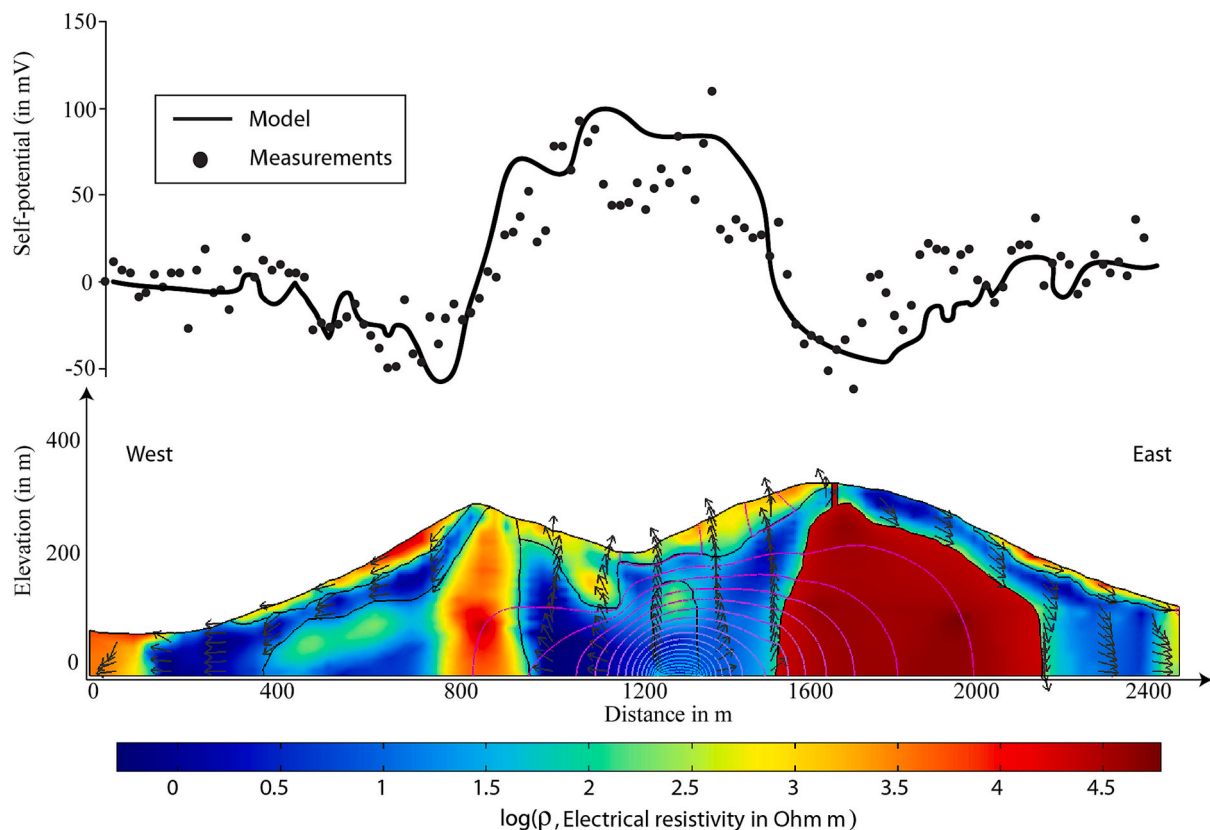 150
100
50
0
-50
Self-potential (in mV)
Model
Measurements
400
200
0
Elevation (in m)
West
East
0 400 800 1200 1600 2000 2400
Distance in m
0 0.5 1 1.5 2 2.5 3 3.5 4 4.5
log(ρ, Electrical resistivity in Ohm m)